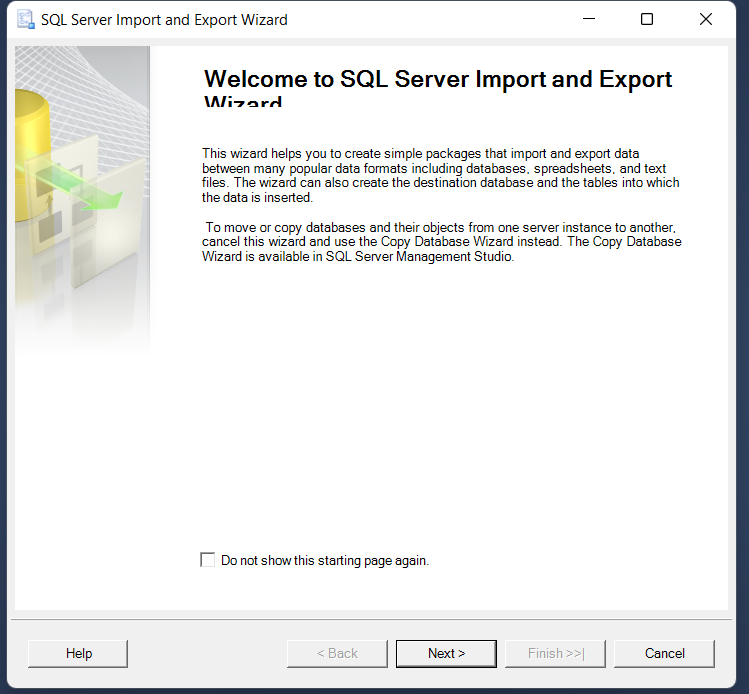 SQL Server Import and Export Wizard
Welcome to SQL Server Import and Export
Wizard
This wizard helps you to create simple packages that import and export data
between many popular data formats including databases, spreadsheets, and text
files. The wizard can also create the destination database and the tables into which
the data is inserted.
To move or copy databases and their objects from one server instance to another,
cancel this wizard and use the Copy Database Wizard instead. The Copy Database
Wizard is available in SQL Server Management Studio.
Do not show this starting page again.
Help
< Back
Next >
Finish >>|
Cancel